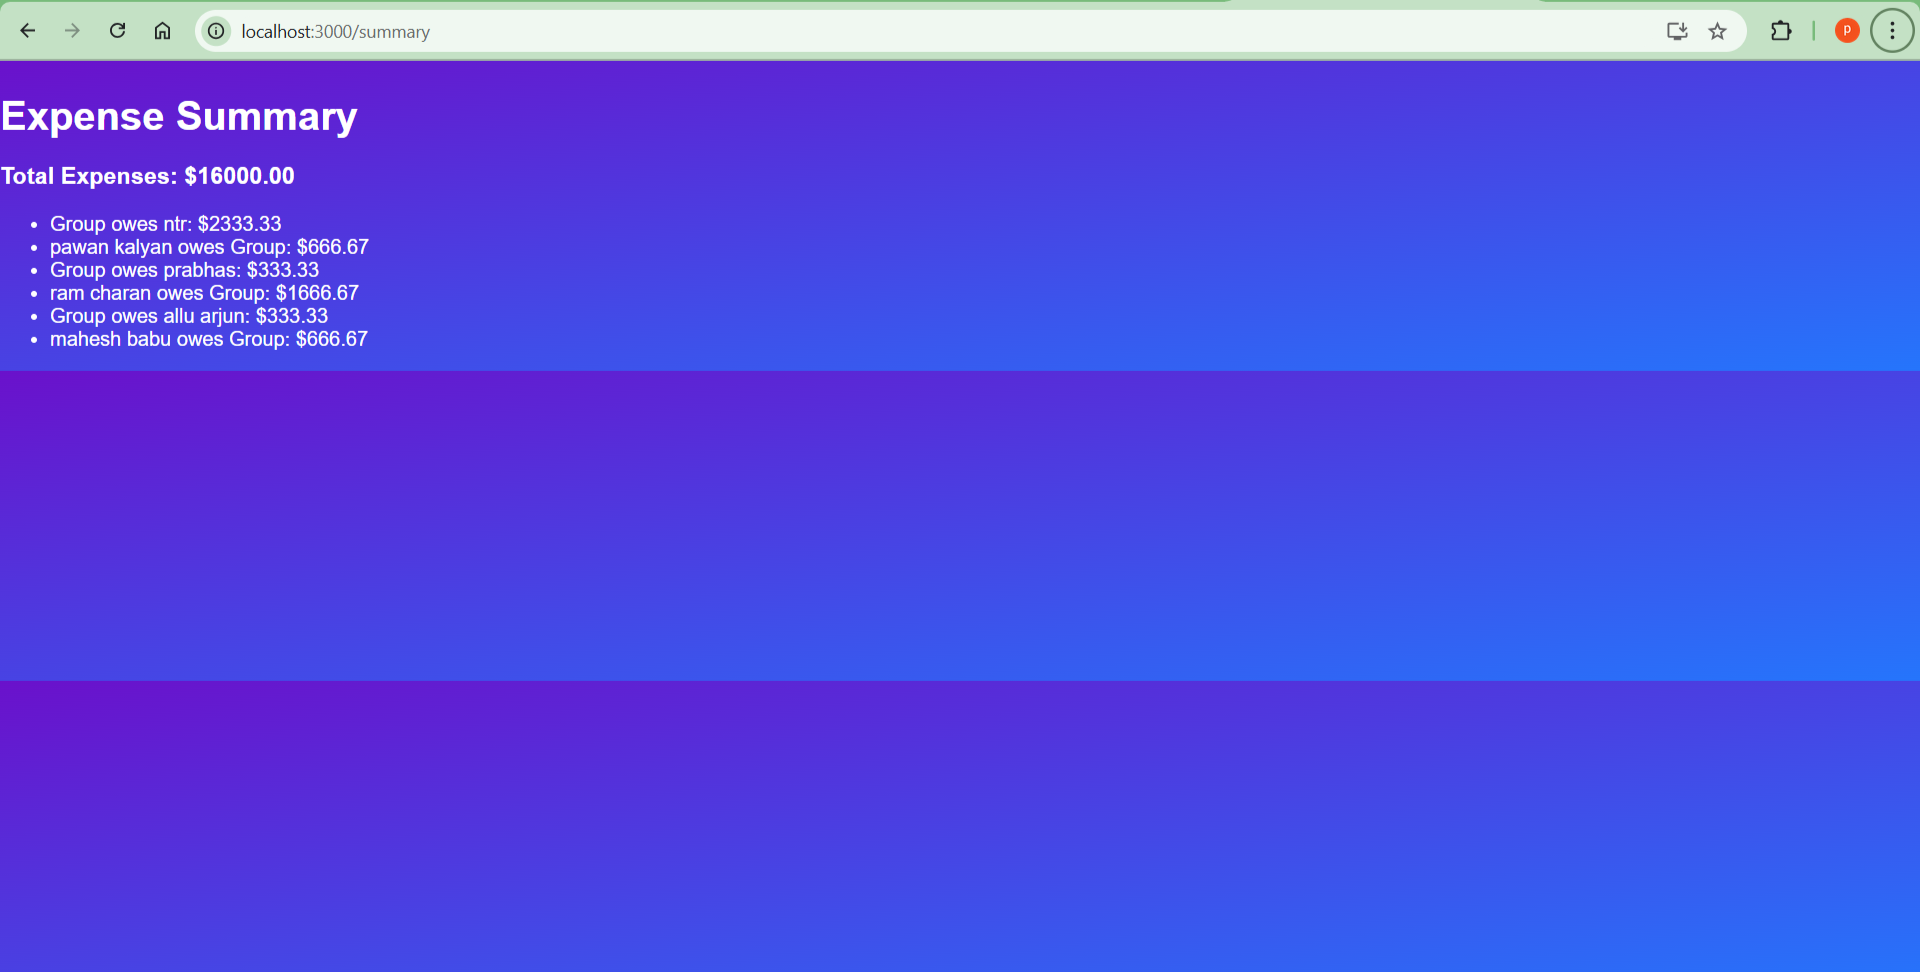 localhost:3000/summary
p
Expense Summary
Total Expenses: $16000.00
• Group owes ntr: $2333.33
• pawan kalyan owes Group: $666.67
• Group owes prabhas: $333.33
• ram charan owes Group: $1666.67
• Group owes allu arjun: $333.33
• mahesh babu owes Group: $666.67